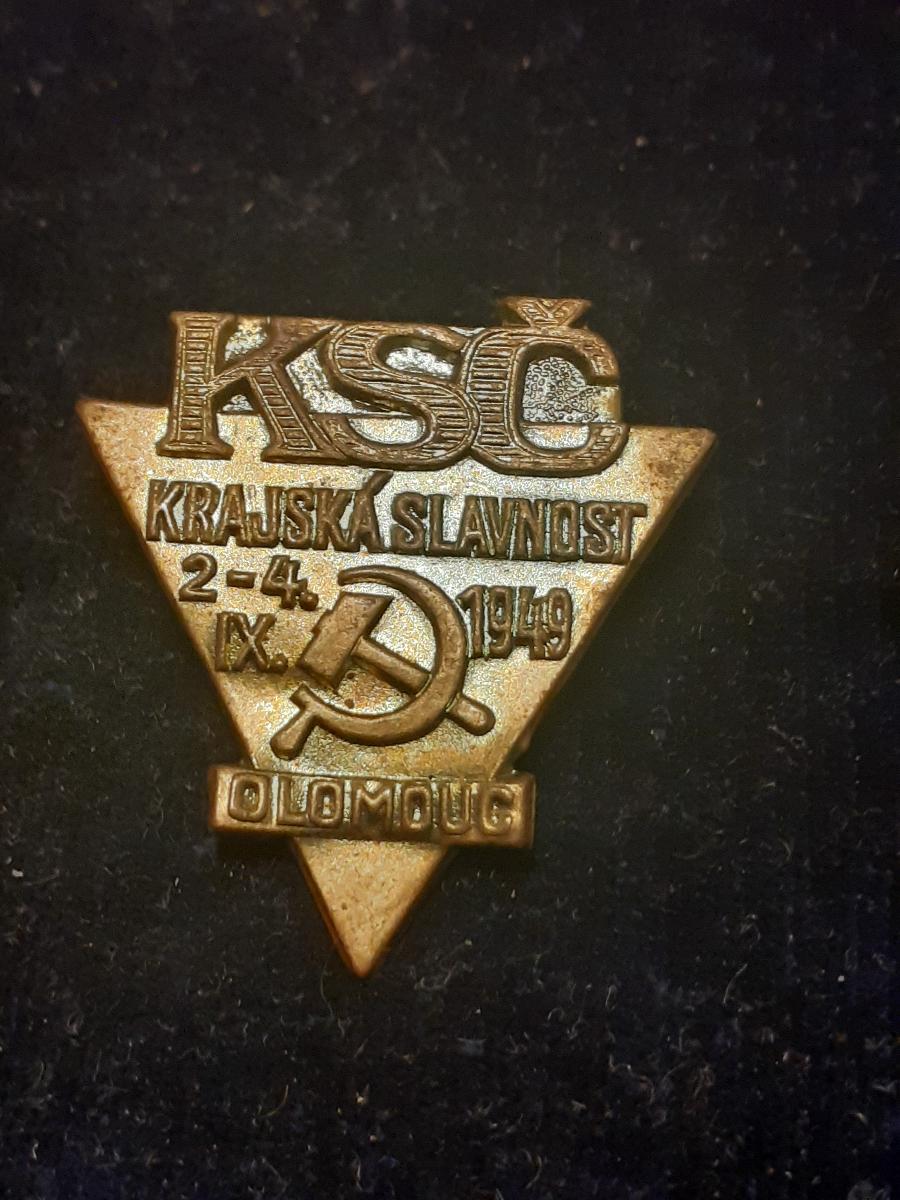 KSČ
KRAJSKÁ SLAVNOST
2-4.
IX. 1949
OLOMOUC